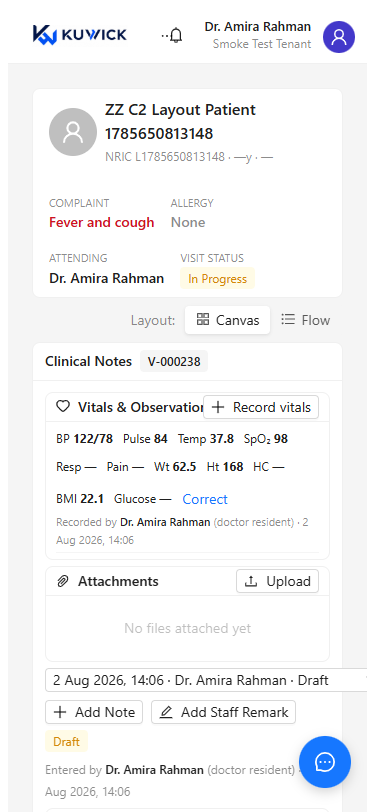 KUWICK
Dr. Amira Rahman
Smoke Test Tenant
ZZ C2 Layout Patient
1785650813148
NRIC L1785650813148 · —y · —
COMPLAINT
ALLERGY
Fever and cough
None
ATTENDING
VISIT STATUS
Dr. Amira Rahman
In Progress
Layout:
Canvas
Flow
Clinical Notes
V-000238
Vitals & Observation
Record vitals
BP 122/78 Pulse 84 Temp 37.8 SpO₂ 98
Resp — Pain — Wt 62.5 Ht 168 HC —
BMI 22.1 Glucose — Correct
Recorded by Dr. Amira Rahman (doctor resident) · 2
Aug 2026, 14:06
Attachments
Upload
No files attached yet
2 Aug 2026, 14:06 · Dr. Amira Rahman · Draft
Add Note
Add Staff Remark
Draft
Entered by Dr. Amira Rahman (doctor resident) ·
Aug 2026, 14:06